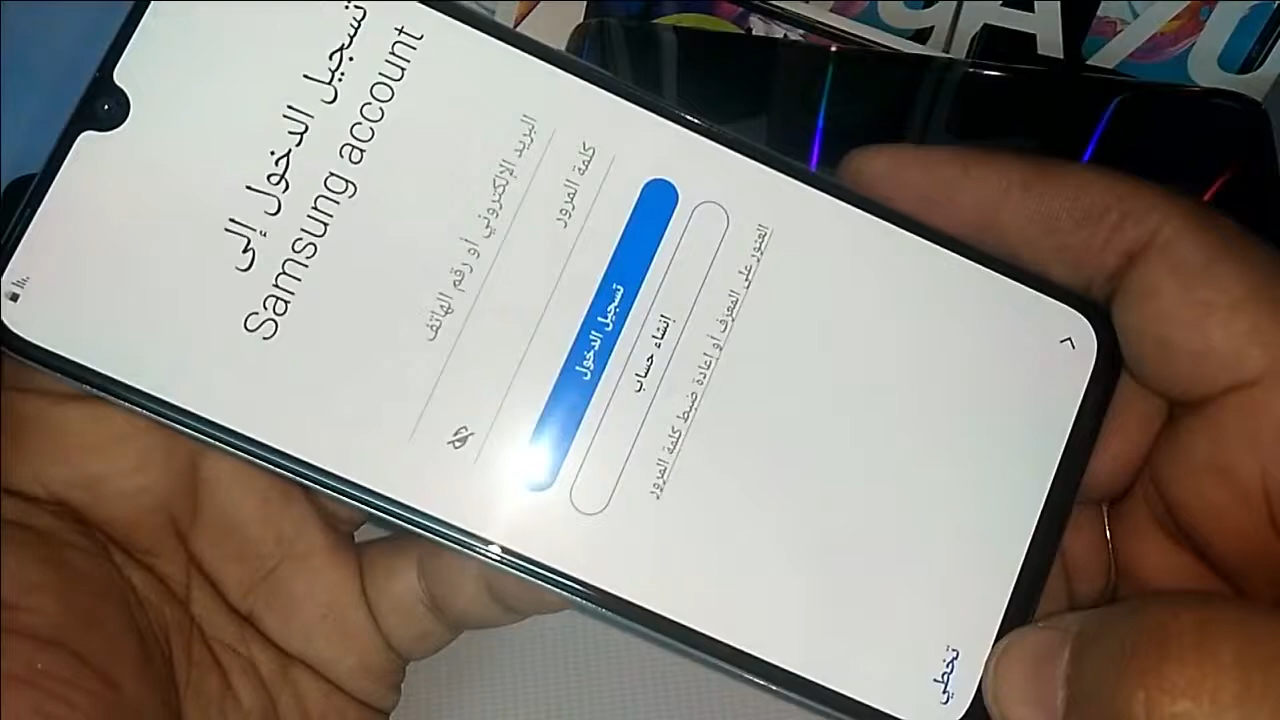 تسجيل الدخول إلى
Samsung account
البريد الإلكتروني أو رقم الهاتف
كلمة المرور
تسجيل الدخول
إنشاء حساب
العثور على المعرف أو إعادة ضبط كلمة المرور
تخطي